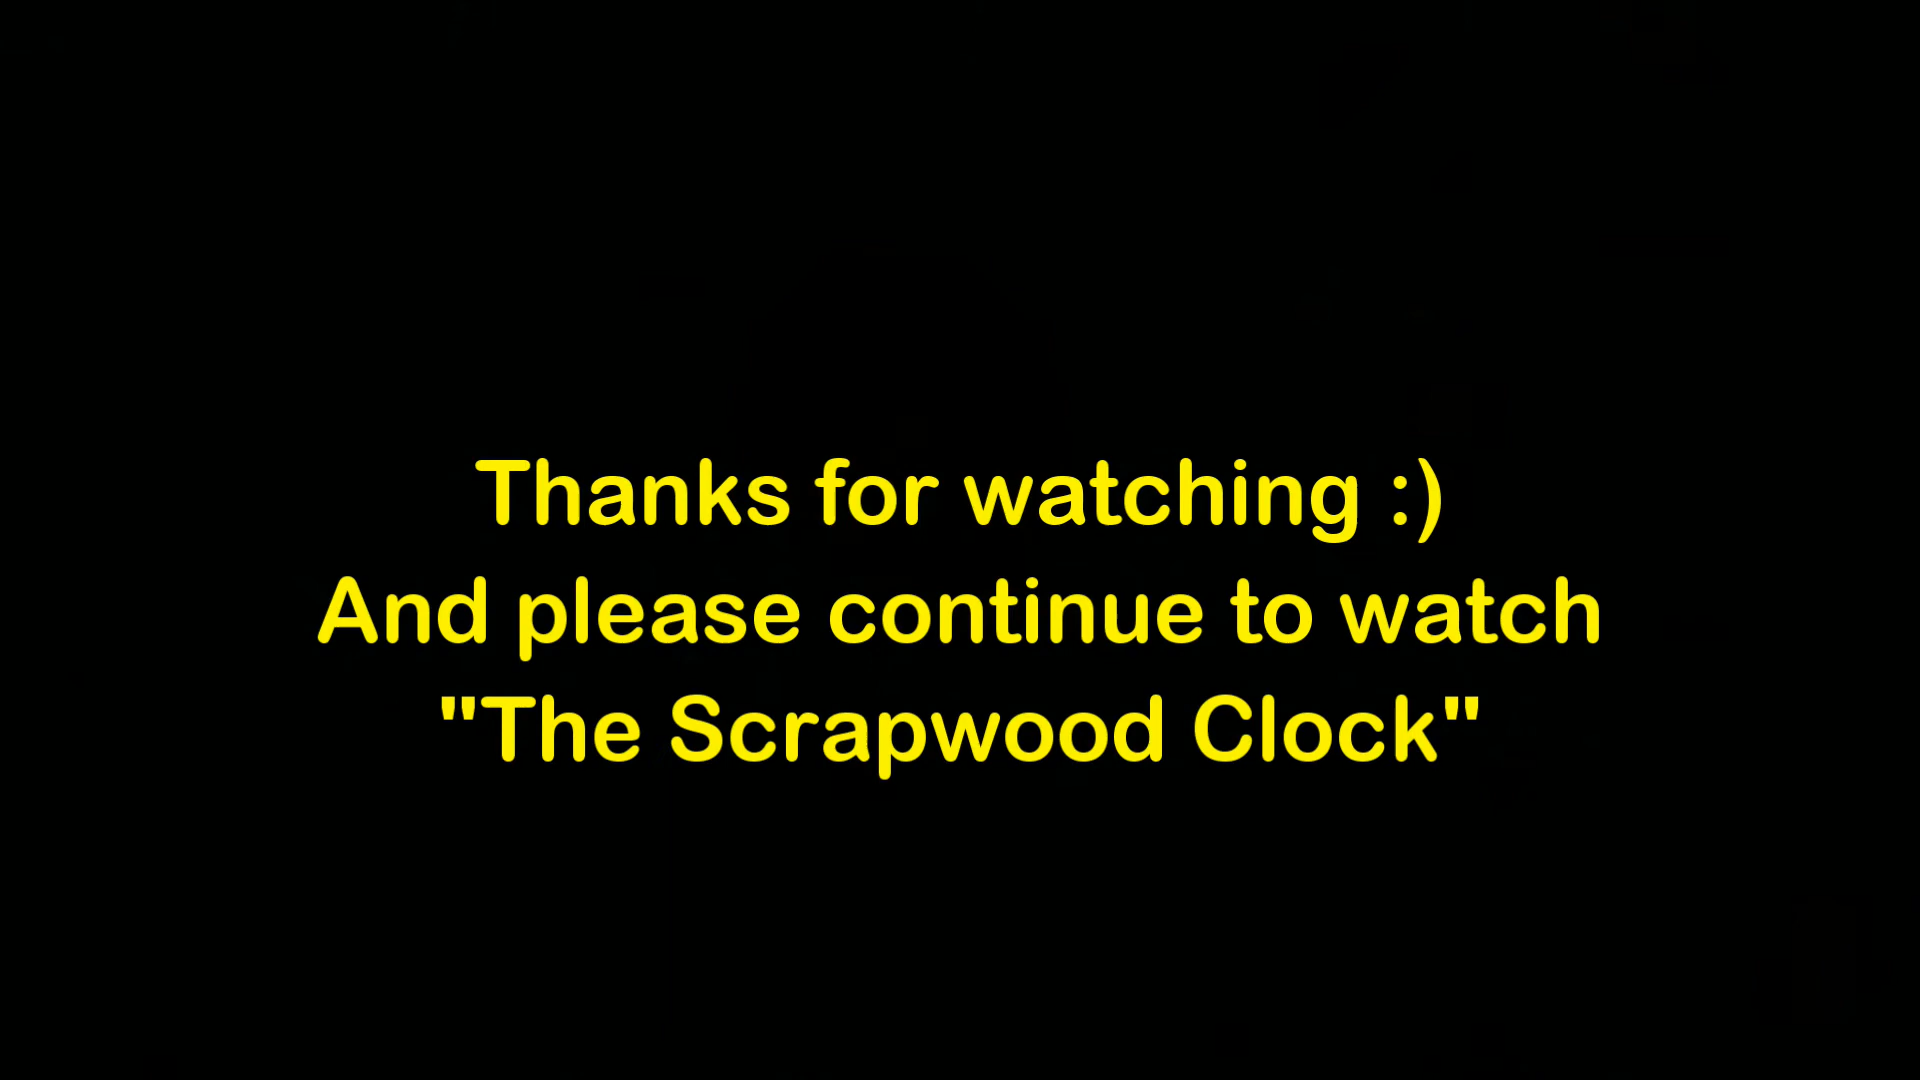 Thanks for watching :)
And please continue to watch
"The Scrapwood Clock"